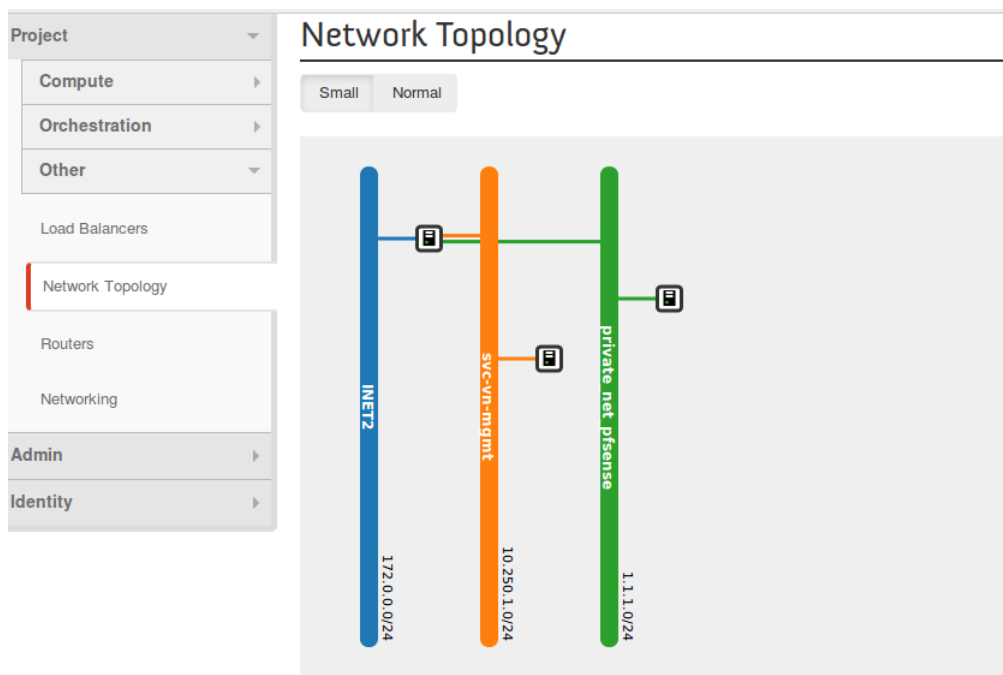 Project
Compute
Orchestration
Other
Load Balancers
Network Topology
Routers
Networking
Admin
Identity
Network Topology
Small Normal
INET2
172.0.0.0/24
svc-vn-mgmt
10.250.1.0/24
private_net_pfsense
1.1.1.0/24